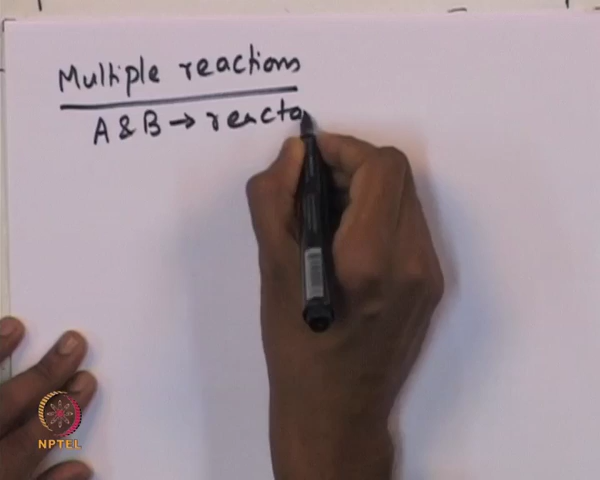 Multiple reactions
A & B → reacto
NPTEL